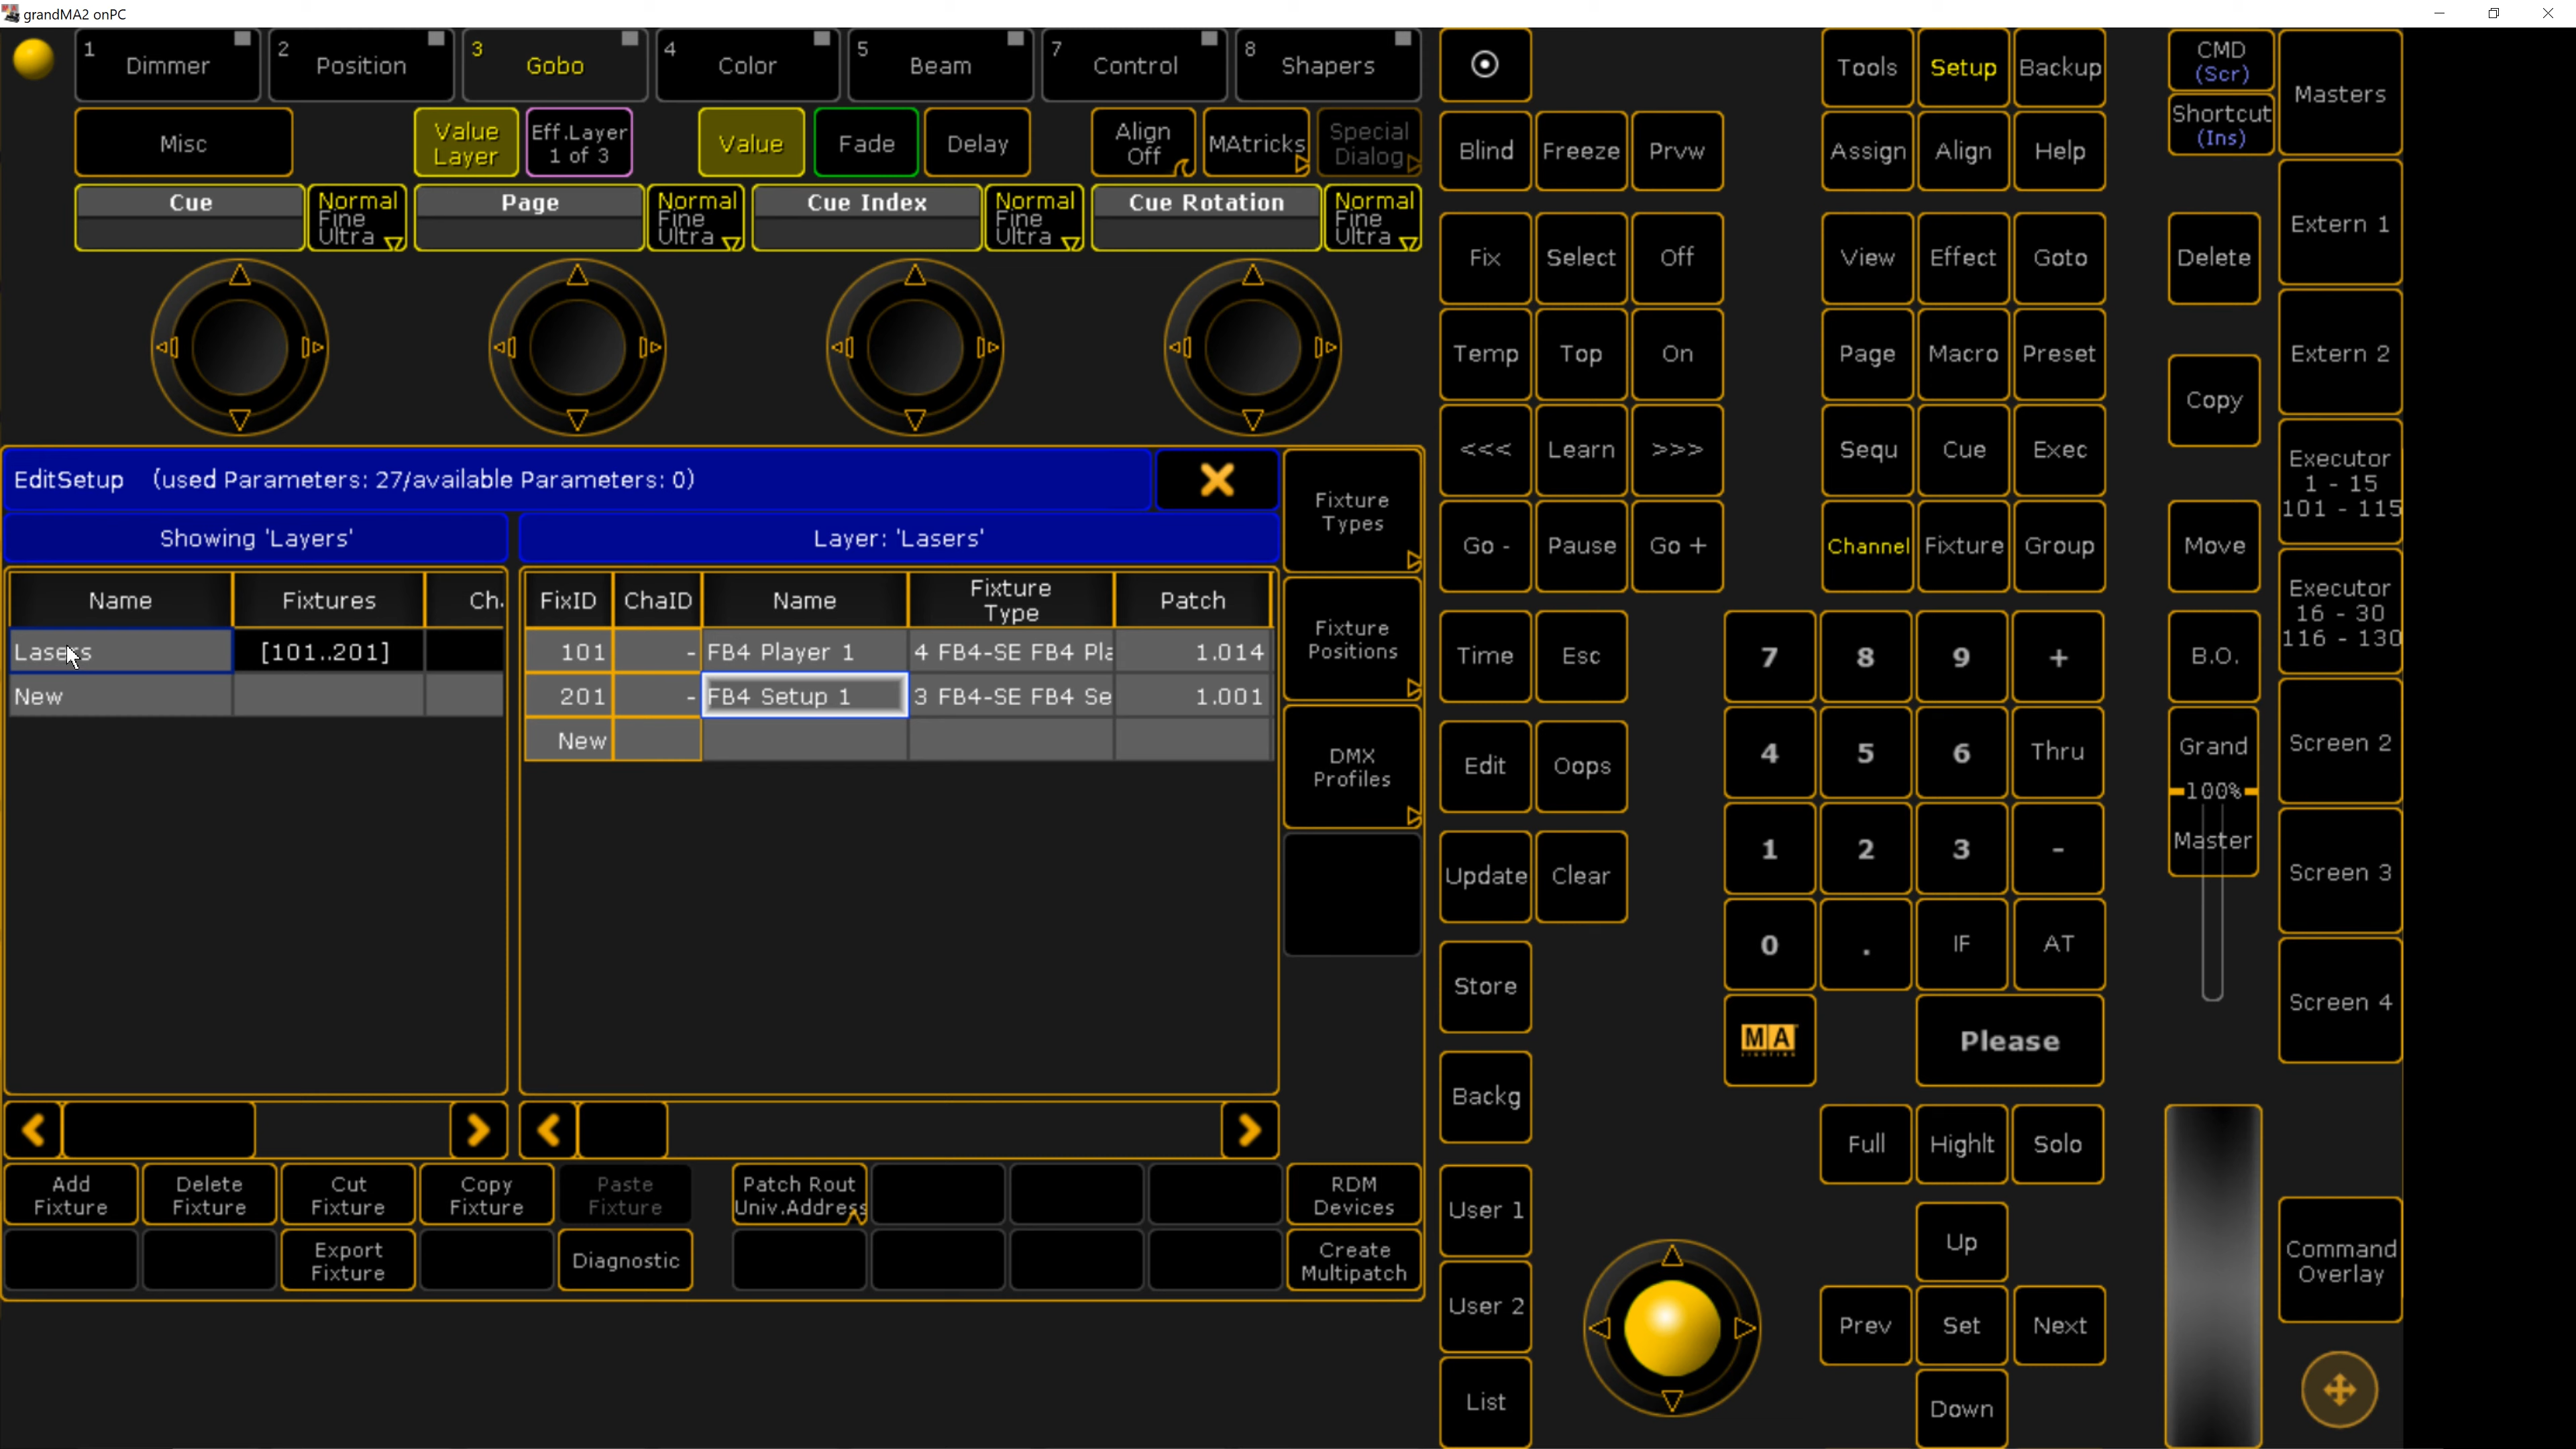 grandMA2 onPC
1 Dimmer
2 Position
3 Gobo
4 Color
5 Beam
7 Control
8 Shapers
Misc
Value
Layer
Eff.Layer
1 of 3
Value
Fade
Delay
Align
Off
MAtricks
Special
Dialog
Cue
Normal
Fine
Ultra
Page
Normal
Fine
Ultra
Cue Index
Normal
Fine
Ultra
Cue Rotation
Normal
Fine
Ultra
EditSetup (used Parameters: 27/available Parameters: 0)
Showing 'Layers'
Name Fixtures Ch.
Lasers [101..201]
New
Layer: 'Lasers'
FixID ChaID Name Fixture Type Patch
101 - FB4 Player 1 4 FB4-SE FB4 Pla 1.014
201 - FB4 Setup 1 3 FB4-SE FB4 Se 1.001
New
Fixture
Types
Fixture
Positions
DMX
Profiles
Add
Fixture
Delete
Fixture
Cut
Fixture
Copy
Fixture
Paste
Fixture
Patch Rout
Univ.Address
RDM
Devices
Export
Fixture
Diagnostic
Create
Multipatch
Blind Freeze Prvw
Fix Select Off
Temp Top On
<<< Learn >>>
Go - Pause Go +
Time Esc
Edit Oops
Update Clear
Store
Backg
User 1
User 2
List
Tools Setup Backup
Assign Align Help
View Effect Goto
Page Macro Preset
Sequ Cue Exec
Channel Fixture Group
7 8 9 +
4 5 6 Thru
1 2 3 -
0 . IF AT
MA
LIGHTING
Please
Full Highlt Solo
Up
Prev Set Next
Down
CMD
(Scr)
Shortcut
(Ins)
Delete
Copy
Move
B.O.
Grand
100%
Master
Masters
Extern 1
Extern 2
Executor
1 - 15
101 - 115
Executor
16 - 30
116 - 130
Screen 2
Screen 3
Screen 4
Command
Overlay